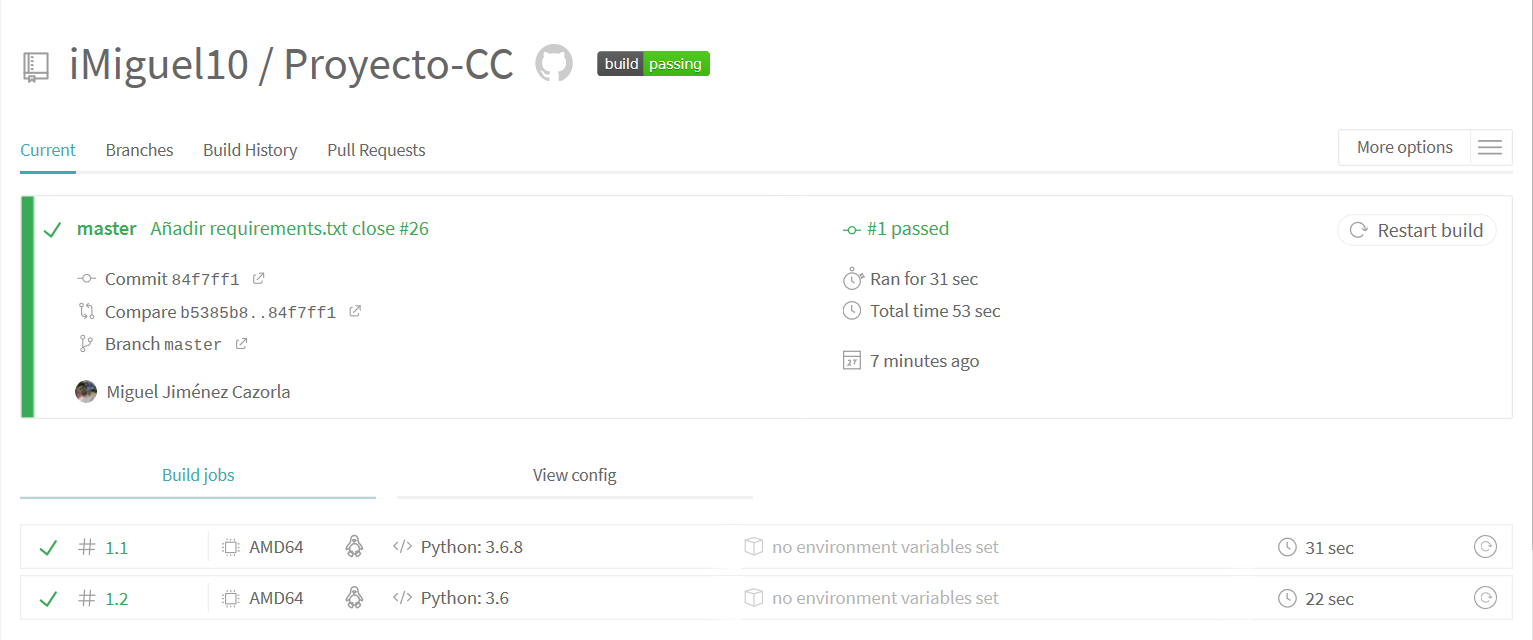 iMiguel10 / Proyecto-CC build passing
Current Branches Build History Pull Requests More options
master Añadir requirements.txt close #26 #1 passed Restart build
Commit 84f7ff1 Ran for 31 sec
Compare b5385b8..84f7ff1 Total time 53 sec
Branch master
27 7 minutes ago
Miguel Jiménez Cazorla
Build jobs View config
# 1.1 AMD64 </> Python: 3.6.8 no environment variables set 31 sec
# 1.2 AMD64 </> Python: 3.6 no environment variables set 22 sec